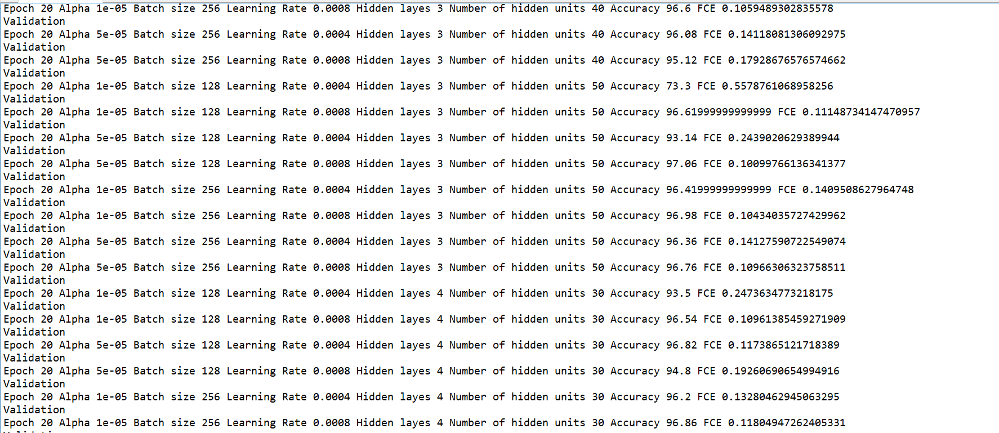 Epoch 20 Alpha 1e-05 Batch size 256 Learning Rate 0.0008 Hidden layes 3 Number of hidden units 40 Accuracy 96.6 FCE 0.1059489302835578
Validation
Epoch 20 Alpha 5e-05 Batch size 256 Learning Rate 0.0004 Hidden layes 3 Number of hidden units 40 Accuracy 96.08 FCE 0.14118081306092975
Validation
Epoch 20 Alpha 5e-05 Batch size 256 Learning Rate 0.0008 Hidden layes 3 Number of hidden units 40 Accuracy 95.12 FCE 0.17928676576574662
Validation
Epoch 20 Alpha 1e-05 Batch size 128 Learning Rate 0.0004 Hidden layes 3 Number of hidden units 50 Accuracy 73.3 FCE 0.5578761068958256
Validation
Epoch 20 Alpha 1e-05 Batch size 128 Learning Rate 0.0008 Hidden layes 3 Number of hidden units 50 Accuracy 96.61999999999999 FCE 0.11148734147470957
Validation
Epoch 20 Alpha 5e-05 Batch size 128 Learning Rate 0.0004 Hidden layes 3 Number of hidden units 50 Accuracy 93.14 FCE 0.2439020629389944
Validation
Epoch 20 Alpha 5e-05 Batch size 128 Learning Rate 0.0008 Hidden layes 3 Number of hidden units 50 Accuracy 97.06 FCE 0.10099766136341377
Validation
Epoch 20 Alpha 1e-05 Batch size 256 Learning Rate 0.0004 Hidden layes 3 Number of hidden units 50 Accuracy 96.41999999999999 FCE 0.1409508627964748
Validation
Epoch 20 Alpha 1e-05 Batch size 256 Learning Rate 0.0008 Hidden layes 3 Number of hidden units 50 Accuracy 96.98 FCE 0.10434035727429962
Validation
Epoch 20 Alpha 5e-05 Batch size 256 Learning Rate 0.0004 Hidden layes 3 Number of hidden units 50 Accuracy 96.36 FCE 0.14127590722549074
Validation
Epoch 20 Alpha 5e-05 Batch size 256 Learning Rate 0.0008 Hidden layes 3 Number of hidden units 50 Accuracy 96.76 FCE 0.10966306323758511
Validation
Epoch 20 Alpha 1e-05 Batch size 128 Learning Rate 0.0004 Hidden layes 4 Number of hidden units 30 Accuracy 93.5 FCE 0.2473634773218175
Validation
Epoch 20 Alpha 1e-05 Batch size 128 Learning Rate 0.0008 Hidden layes 4 Number of hidden units 30 Accuracy 96.54 FCE 0.10961385459271909
Validation
Epoch 20 Alpha 5e-05 Batch size 128 Learning Rate 0.0004 Hidden layes 4 Number of hidden units 30 Accuracy 96.82 FCE 0.1173865121718389
Validation
Epoch 20 Alpha 5e-05 Batch size 128 Learning Rate 0.0008 Hidden layes 4 Number of hidden units 30 Accuracy 94.8 FCE 0.19260690654994916
Validation
Epoch 20 Alpha 1e-05 Batch size 256 Learning Rate 0.0004 Hidden layes 4 Number of hidden units 30 Accuracy 96.2 FCE 0.13280462945063295
Validation
Epoch 20 Alpha 1e-05 Batch size 256 Learning Rate 0.0008 Hidden layes 4 Number of hidden units 30 Accuracy 96.86 FCE 0.11804947262405331